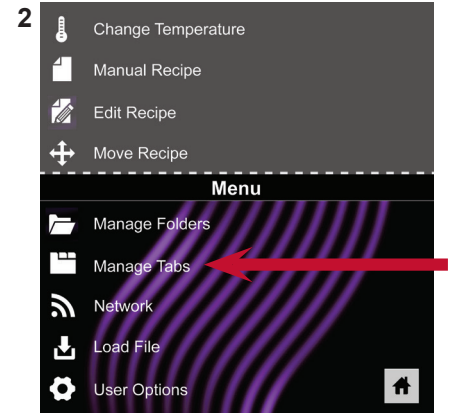 2
Change Temperature
Manual Recipe
Edit Recipe
Move Recipe
Menu
Manage Folders
Manage Tabs
Network
Load File
User Options